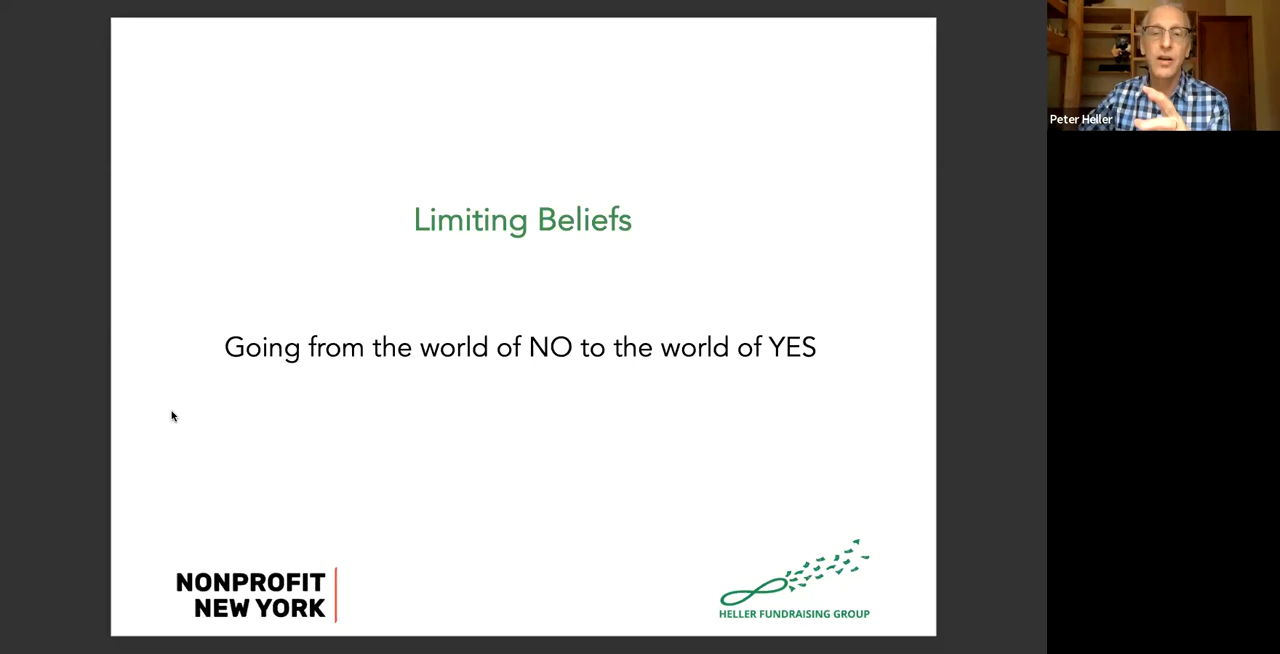 Limiting Beliefs
Going from the world of NO to the world of YES
NONPROFIT
NEW YORK
HELLER FUNDRAISING GROUP
Peter Heller